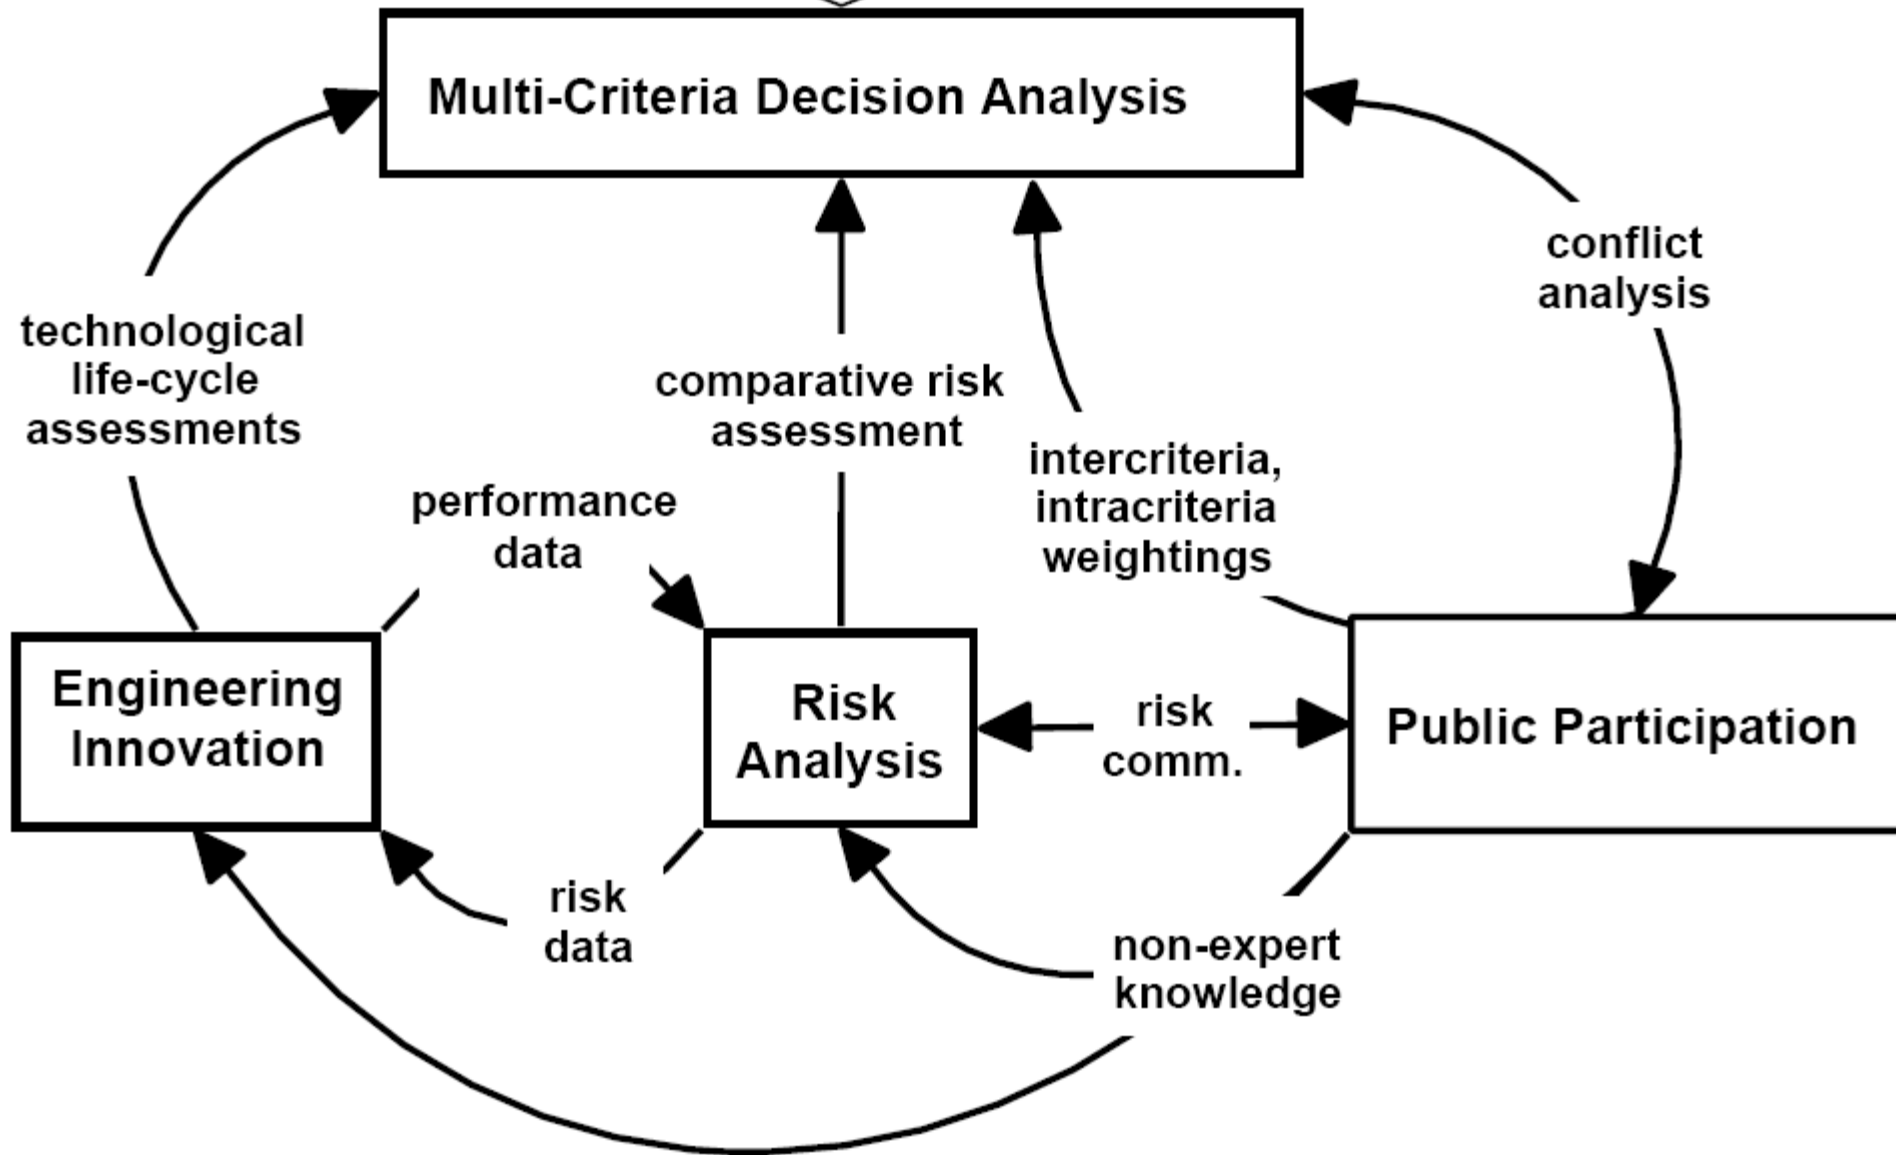 Multi-Criteria Decision Analysis
conflict
analysis
technological
life-cycle
assessments
comparative risk
assessment
intercriteria,
intracriteria
weightings
performance
data
Engineering
Innovation
Risk
Analysis
risk
comm.
Public Participation
risk
data
non-expert
knowledge